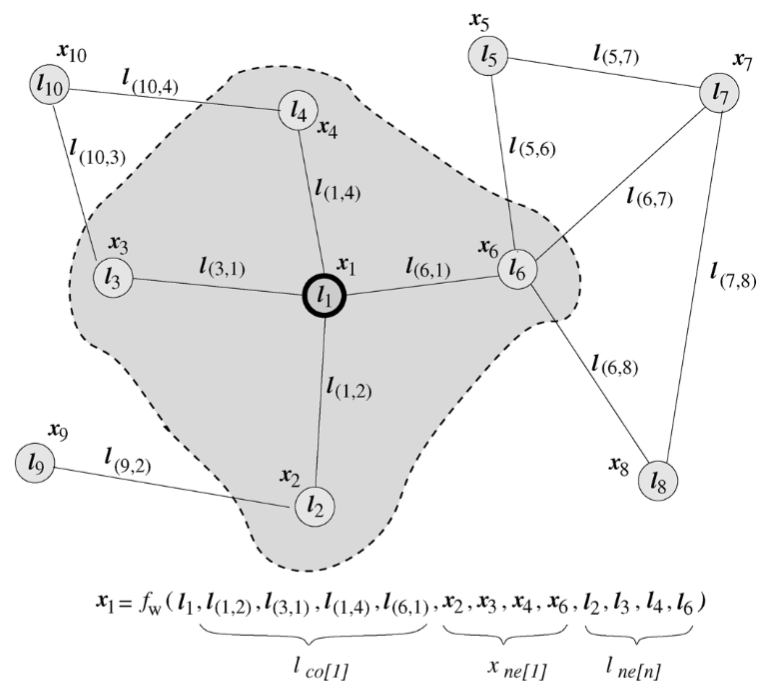 x5
x10
l5
l(5,7)
x7
l10
l(10,4)
l7
l4
x4
l(10,3)
l(5,6)
l(1,4)
l(6,7)
x3
x1
x6
l3
l(3,1)
l(6,1)
l6
l(7,8)
l1
l(6,8)
l(1,2)
x9
l9
l(9,2)
x2
x8
l2
l8
x1 = fw(l1, l(1,2), l(3,1), l(1,4), l(6,1), x2, x3, x4, x6, l2, l3, l4, l6)
l co[1] x ne[1] l ne[n]